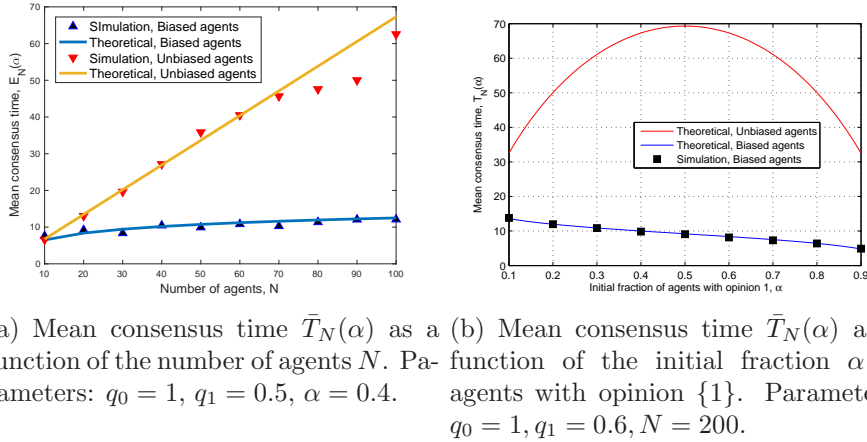 70
60
50
40
30
20
10
0
Mean consensus time, E_N(α)
SImulation, Biased agents
Theoretical, Biased agents
Simulation, Unbiased agents
Theoretical, Unbiased agents
10 20 30 40 50 60 70 80 90 100
Number of agents, N
70
60
50
40
30
20
10
0
Mean consensus time, T_N(α)
Theoretical, Unbiased agents
Theoretical, Biased agents
Simulation, Biased agents
0.1 0.2 0.3 0.4 0.5 0.6 0.7 0.8 0.9
Initial fraction of agents with opinion 1, α
a) Mean consensus time T̄_N(α) as a
unction of the number of agents N. Pa-
ameters: q_0 = 1, q_1 = 0.5, α = 0.4.
(b) Mean consensus time T̄_N(α) a
function of the initial fraction α
agents with opinion {1}. Paramete
q_0 = 1, q_1 = 0.6, N = 200.